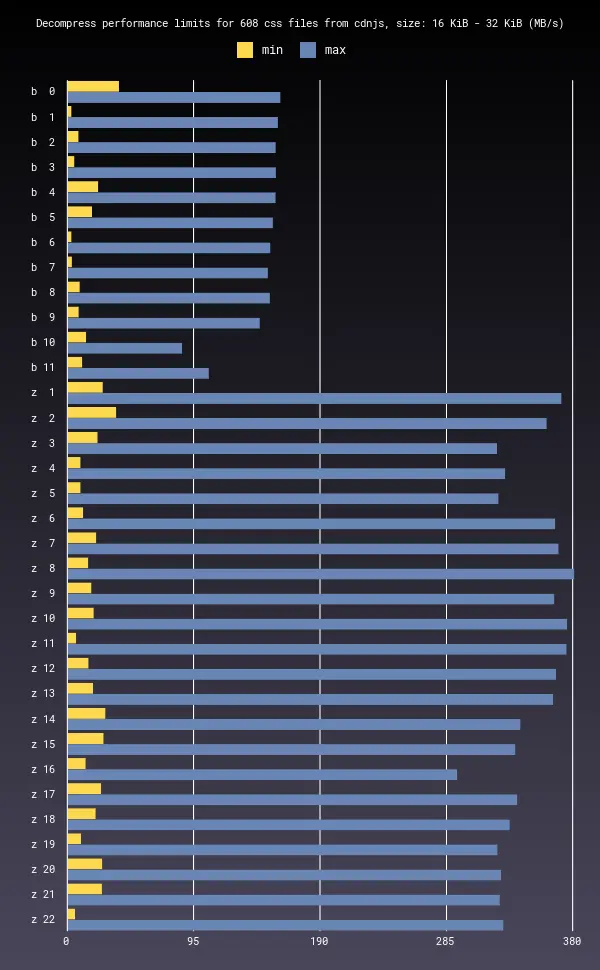 Decompress performance limits for 608 css files from cdnjs, size: 16 KiB - 32 KiB (MB/s)
min max
b 0
b 1
b 2
b 3
b 4
b 5
b 6
b 7
b 8
b 9
b 10
b 11
z 1
z 2
z 3
z 4
z 5
z 6
z 7
z 8
z 9
z 10
z 11
z 12
z 13
z 14
z 15
z 16
z 17
z 18
z 19
z 20
z 21
z 22
0 95 190 285 380